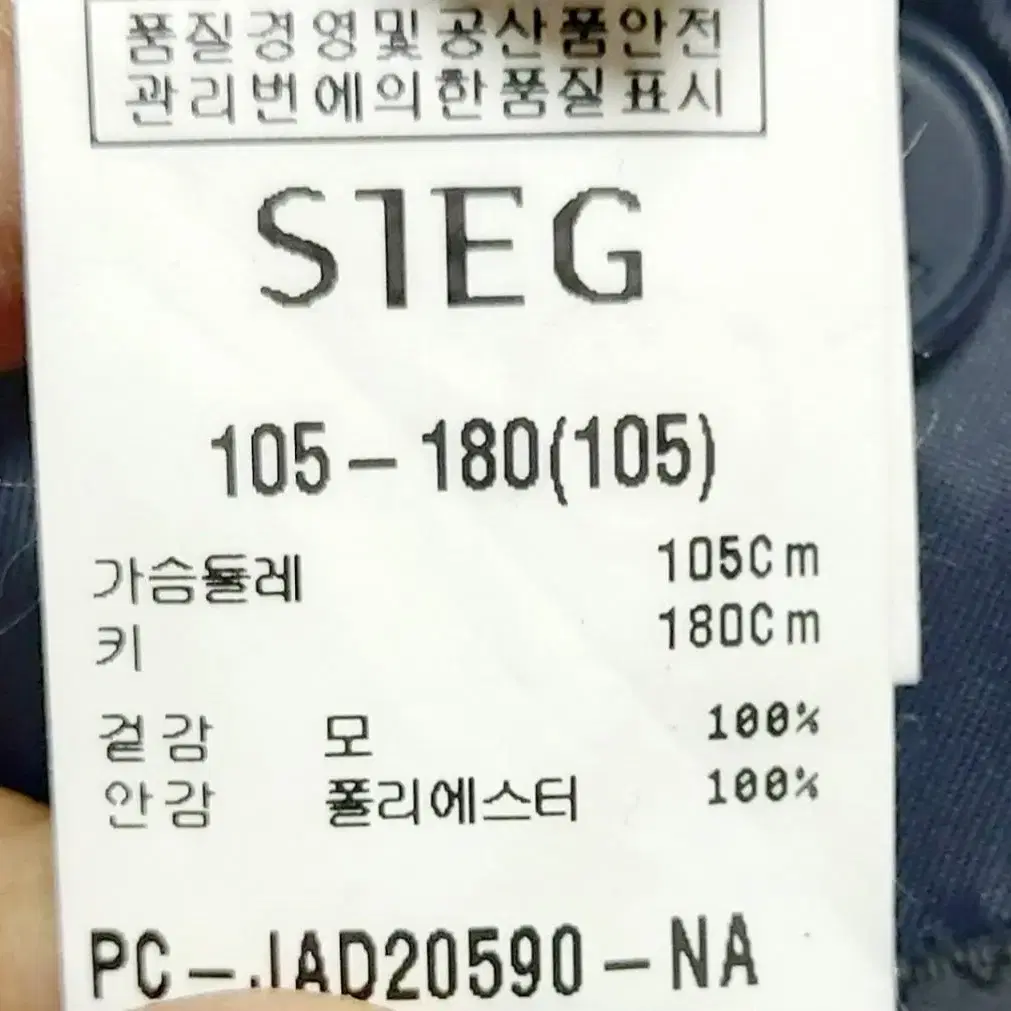 품질경영및공산품안전
관리번에의한품질표시
SIEG
105-180(105)
가슴둘레 105Cm
키 180Cm
겉감 모 100%
안감 폴리에스터 100%
PC-JAD20590-NA